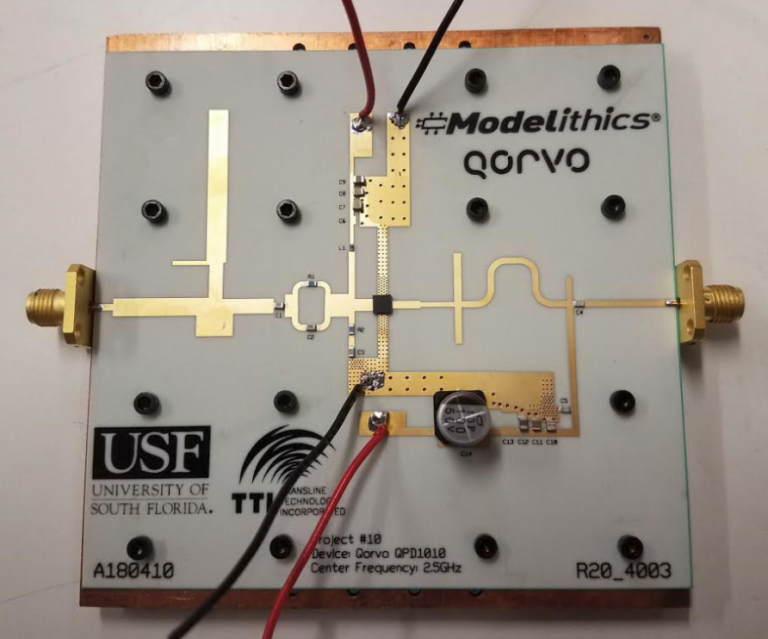 Modelithics®
QORVO
C9
C8
C7
C6
L1
R1
C1
C2
R2
C3
C4
C5
C13 C12 C11 C10
C14
USF
UNIVERSITY OF
SOUTH FLORIDA.
TRANSLINE
TECHNOLOGY
INCORPORATED
Project #10
Device: Qorvo QPD1010
Center Frequency: 2.5GHz
A180410
R20_4003